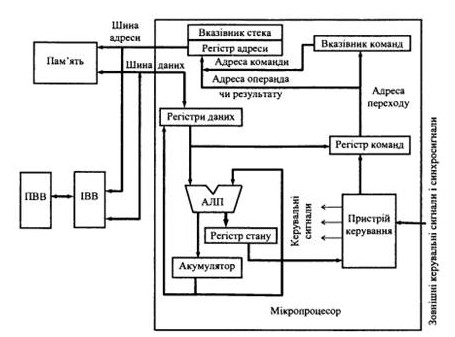 Шина
адреси
Вказівник стека
Регістр адреси
Вказівник команд
Пам'ять
Шина даних
Адреса команди
Адреса операнда
чи результату
Адреса
переходу
Регістри даних
Регістр команд
ПВВ
ІВВ
АЛП
Регістр стану
Керувальні
сигнали
Пристрій
керування
Акумулятор
Мікропроцесор
Зовнішні керувальні сигнали і синхросигнали